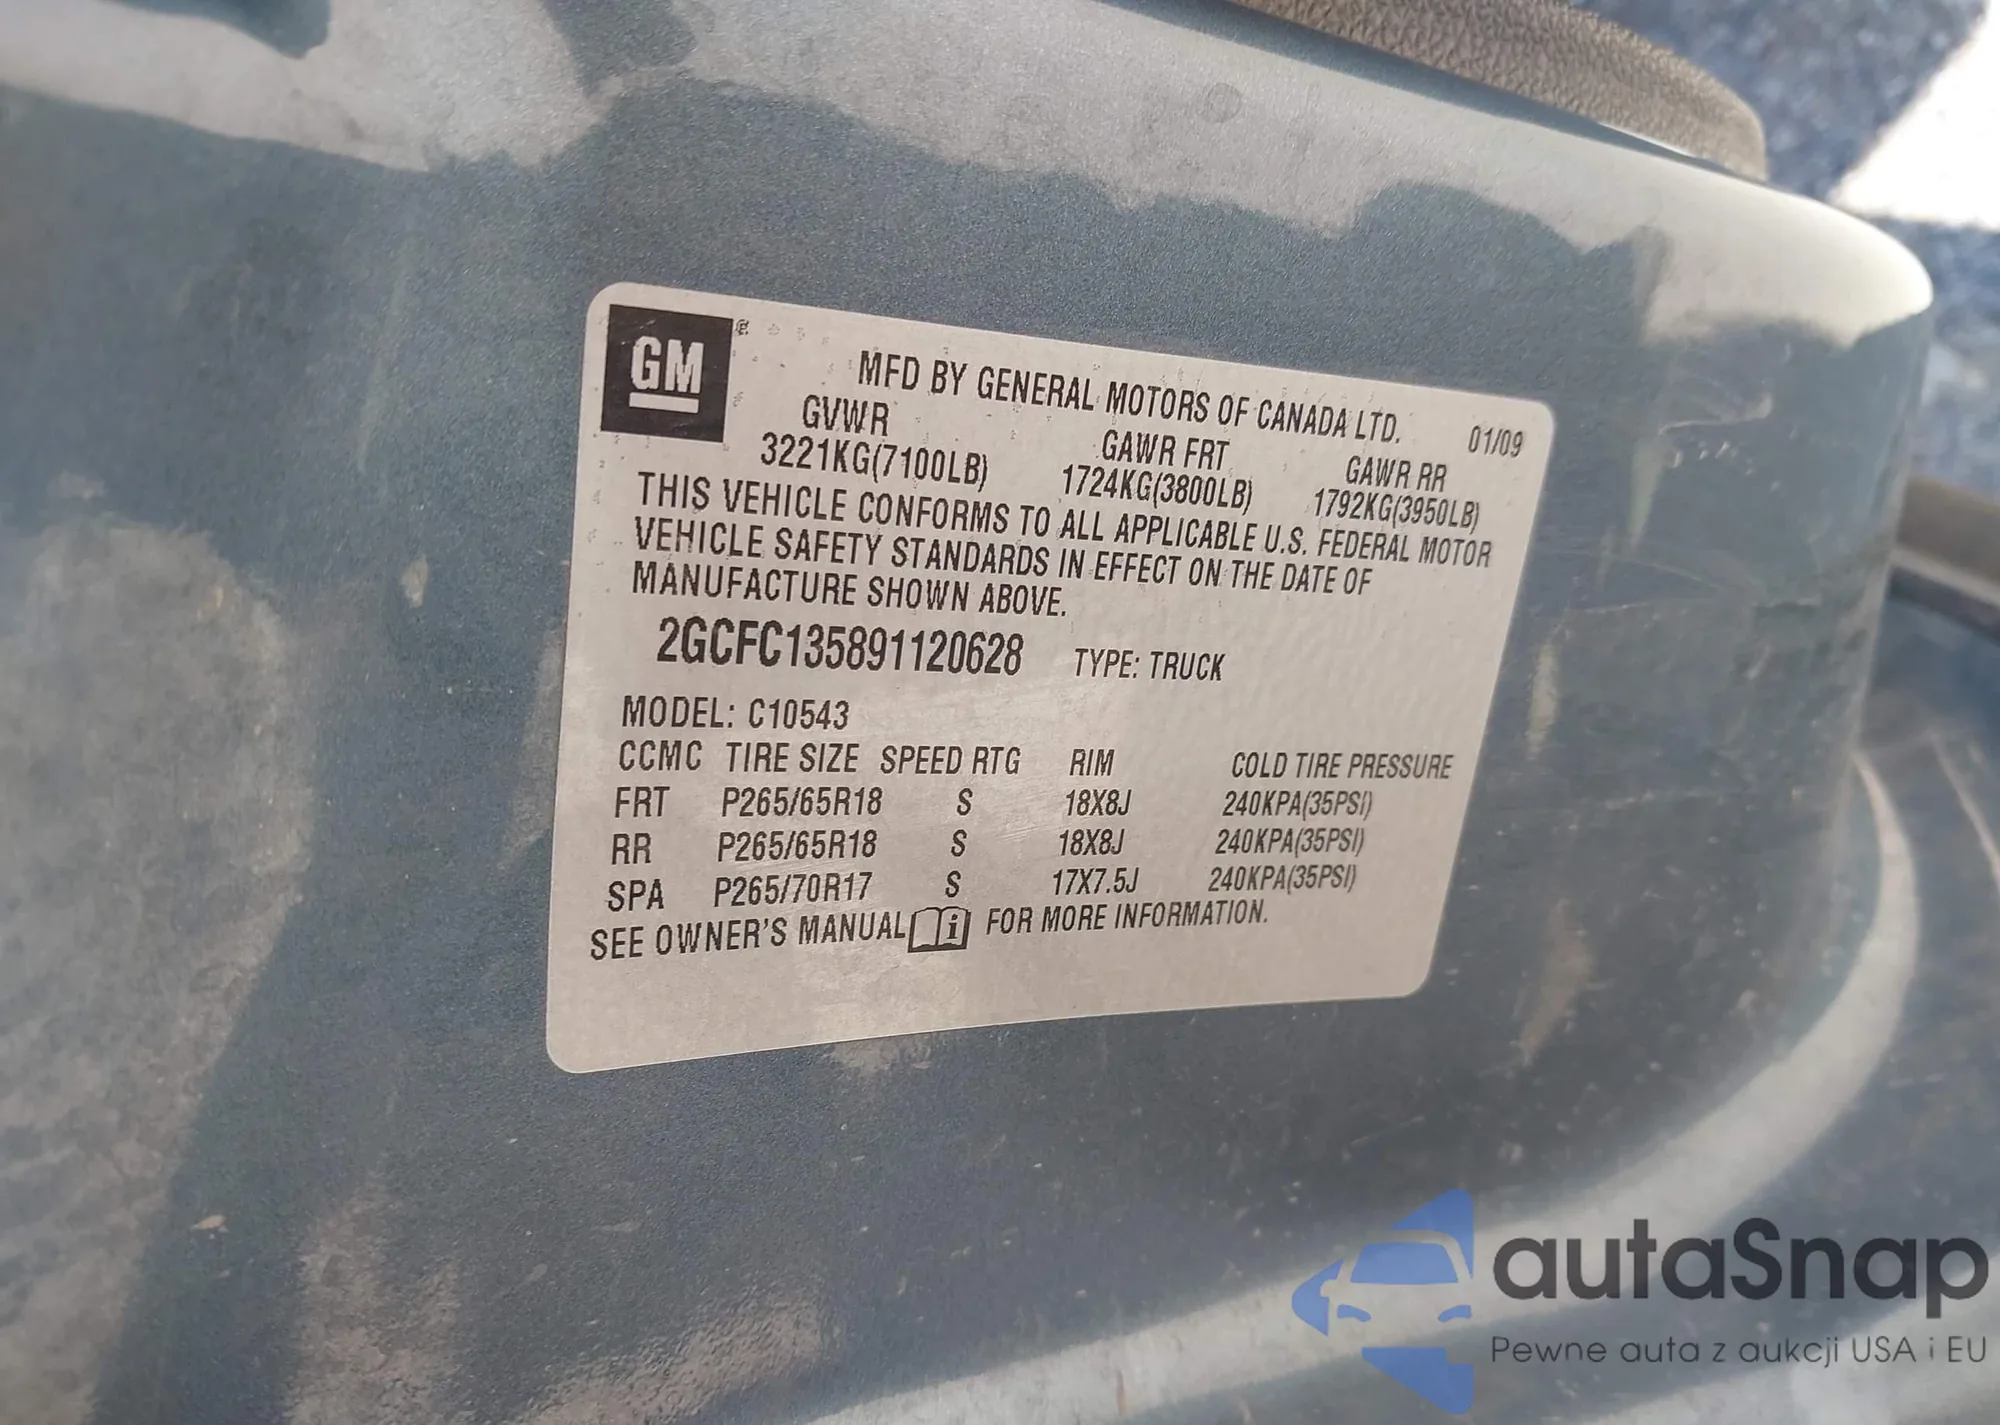 GM
MFD BY GENERAL MOTORS OF CANADA LTD.
01/09
GVWR GAWR FRT GAWR RR
3221KG(7100LB) 1724KG(3800LB) 1792KG(3950LB)
THIS VEHICLE CONFORMS TO ALL APPLICABLE U.S. FEDERAL MOTOR
VEHICLE SAFETY STANDARDS IN EFFECT ON THE DATE OF
MANUFACTURE SHOWN ABOVE.
2GCFC135891120628 TYPE: TRUCK
MODEL: C10543
CCMC TIRE SIZE SPEED RTG RIM COLD TIRE PRESSURE
FRT P265/65R18 S 18X8J 240KPA(35PSI)
RR P265/65R18 S 18X8J 240KPA(35PSI)
SPA P265/70R17 S 17X7.5J 240KPA(35PSI)
SEE OWNER'S MANUAL FOR MORE INFORMATION.
autaSnap
Pewne auta z aukcji USA i EU